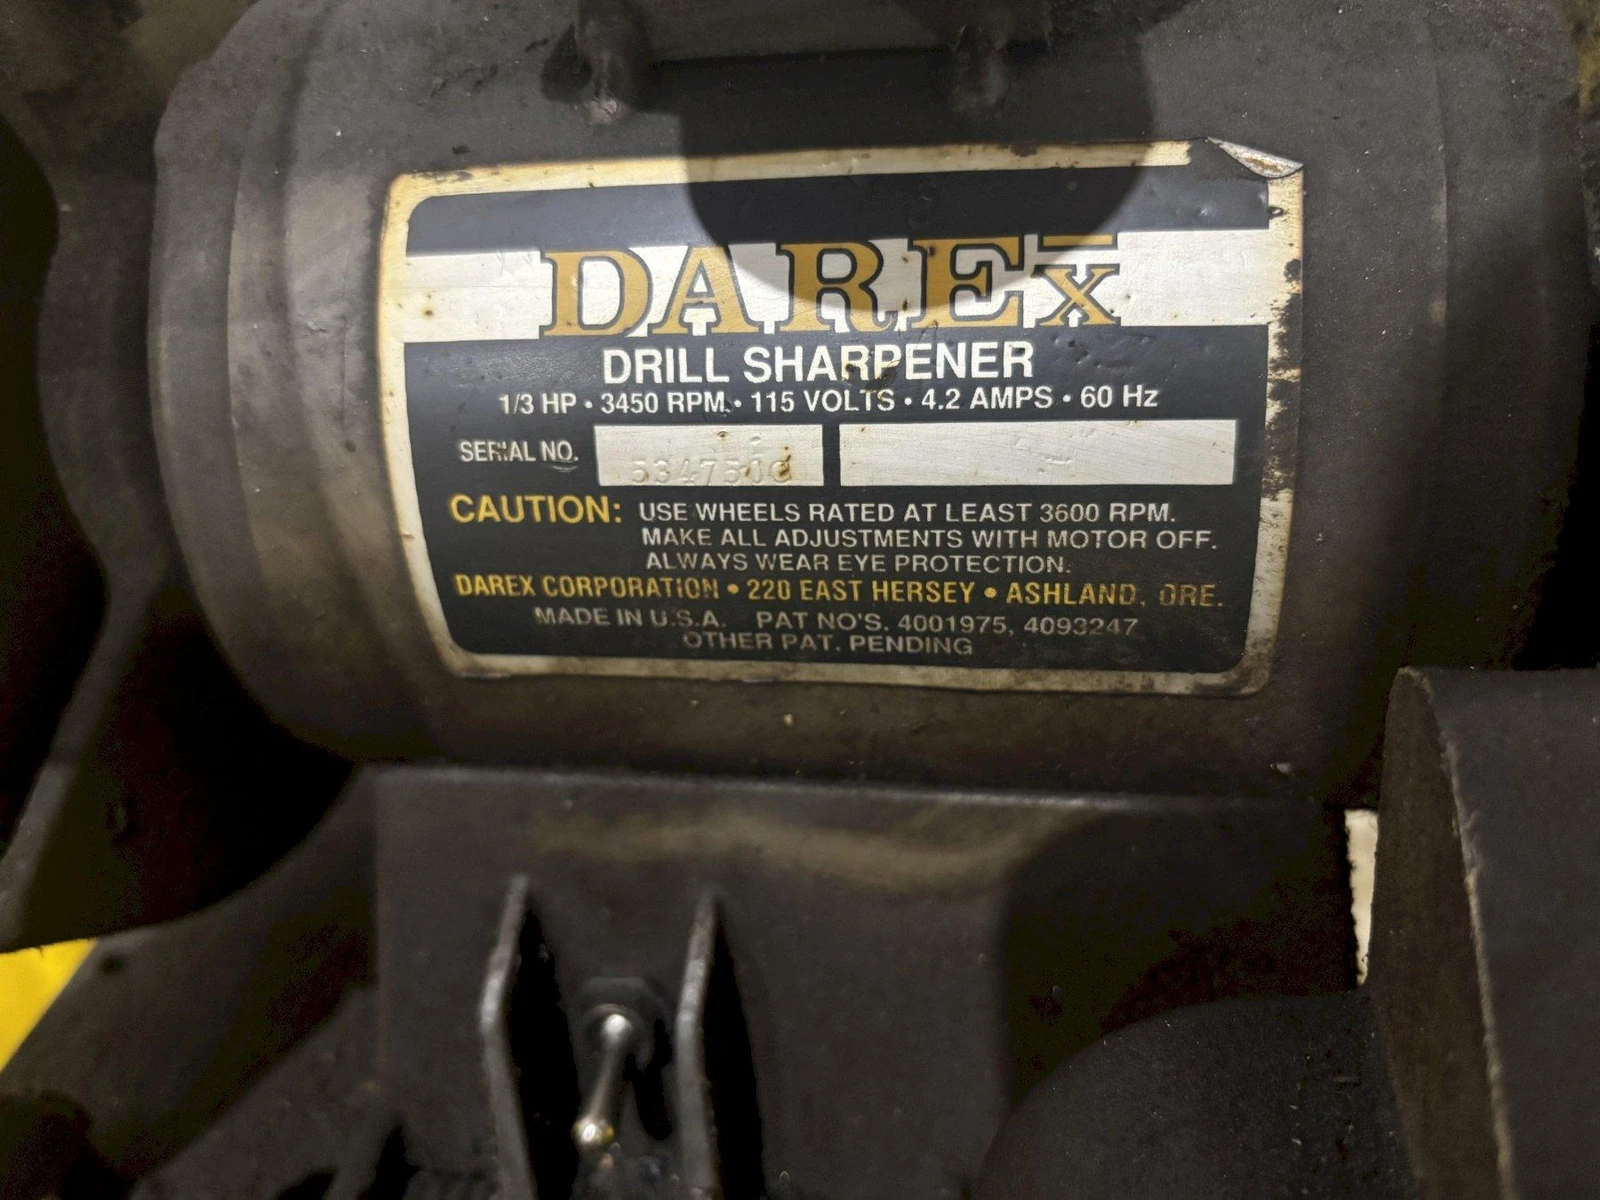 DAREX
DRILL SHARPENER
1/3 HP • 3450 RPM • 115 VOLTS • 4.2 AMPS • 60 Hz
SERIAL NO.
CAUTION: USE WHEELS RATED AT LEAST 3600 RPM.
MAKE ALL ADJUSTMENTS WITH MOTOR OFF.
ALWAYS WEAR EYE PROTECTION.
DAREX CORPORATION • 220 EAST HERSEY • ASHLAND, ORE.
MADE IN U.S.A. PAT NO'S. 4001975, 4093247
OTHER PAT. PENDING